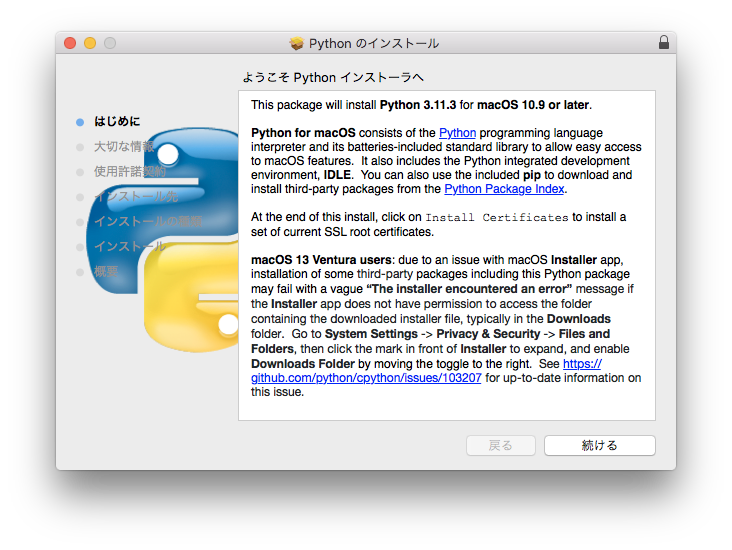 Python のインストール
ようこそ Python インストーラへ
はじめに
大切な情報
使用許諾契約
インストール先
インストールの種類
インストール
概要
This package will install Python 3.11.3 for macOS 10.9 or later.
Python for macOS consists of the Python programming language
interpreter and its batteries-included standard library to allow easy access
to macOS features. It also includes the Python integrated development
environment, IDLE. You can also use the included pip to download and
install third-party packages from the Python Package Index.
At the end of this install, click on Install Certificates to install a
set of current SSL root certificates.
macOS 13 Ventura users: due to an issue with macOS Installer app,
installation of some third-party packages including this Python package
may fail with a vague “The installer encountered an error” message if
the Installer app does not have permission to access the folder
containing the downloaded installer file, typically in the Downloads
folder. Go to System Settings -> Privacy & Security -> Files and
Folders, then click the mark in front of Installer to expand, and enable
Downloads Folder by moving the toggle to the right. See https://
github.com/python/cpython/issues/103207 for up-to-date information on
this issue.
戻る
続ける